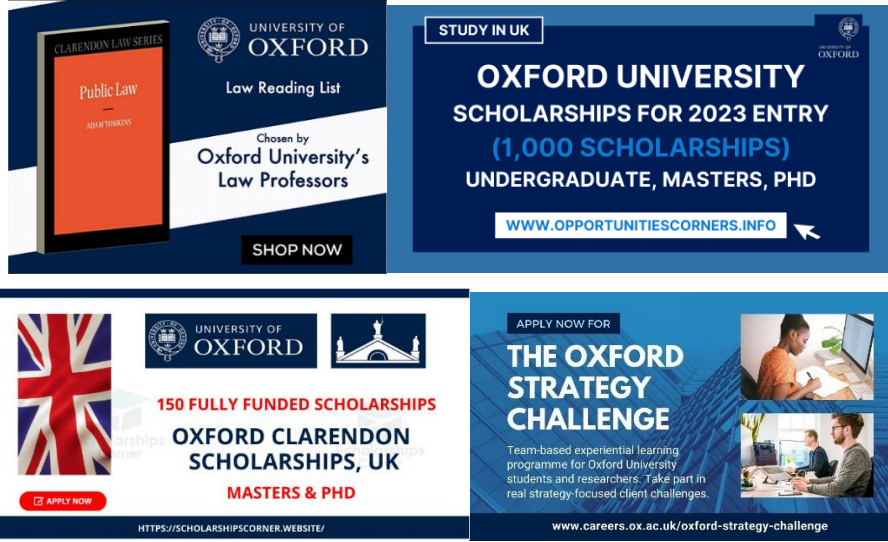 CLARENDON LAW SERIES
Public Law
ADAM TOMKINS
UNIVERSITY OF
OXFORD
Law Reading List
Chosen by
Oxford University's
Law Professors
SHOP NOW
STUDY IN UK
UNIVERSITY OF
OXFORD
OXFORD UNIVERSITY
SCHOLARSHIPS FOR 2023 ENTRY
(1,000 SCHOLARSHIPS)
UNDERGRADUATE, MASTERS, PHD
WWW.OPPORTUNITIESCORNERS.INFO
UNIVERSITY OF
OXFORD
150 FULLY FUNDED SCHOLARSHIPS
OXFORD CLARENDON
SCHOLARSHIPS, UK
MASTERS & PHD
APPLY NOW
HTTPS://SCHOLARSHIPSCORNER.WEBSITE/
APPLY NOW FOR
THE OXFORD
STRATEGY
CHALLENGE
Team-based experiential learning
programme for Oxford University
students and researchers. Take part in
real strategy-focused client challenges.
www.careers.ox.ac.uk/oxford-strategy-challenge